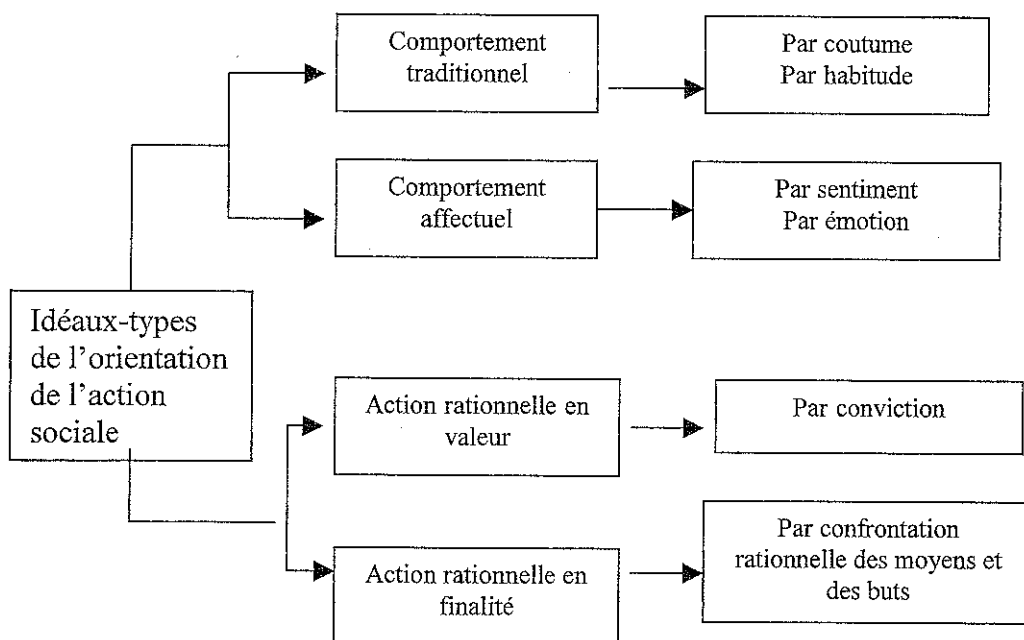 Comportement
traditionnel
Par coutume
Par habitude
Comportement
affectuel
Par sentiment
Par émotion
Idéaux-types
de l'orientation
de l'action
sociale
Action rationnelle en
valeur
Par conviction
Action rationnelle en
finalité
Par confrontation
rationnelle des moyens et
des buts